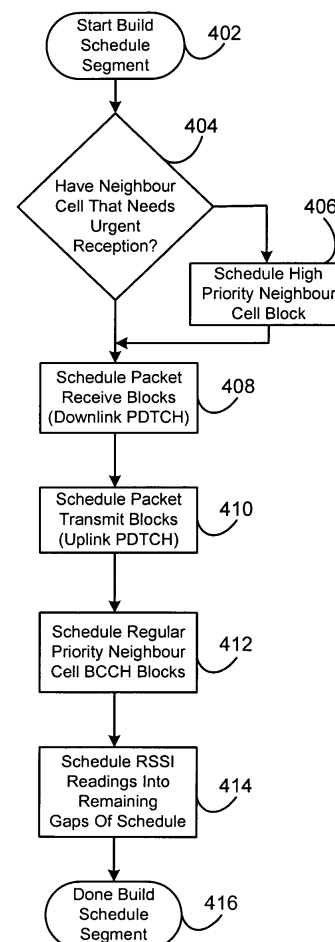 Start Build
Schedule
Segment
402
404
Have Neighbour
Cell That Needs
Urgent
Reception?
406
Schedule High
Priority Neighbour
Cell Block
Schedule Packet
Receive Blocks
(Downlink PDTCH)
408
Schedule Packet
Transmit Blocks
(Uplink PDTCH)
410
Schedule Regular
Priority Neighbour
Cell BCCH Blocks
412
Schedule RSSI
Readings Into
Remaining
Gaps Of Schedule
414
Done Build
Schedule
Segment
416